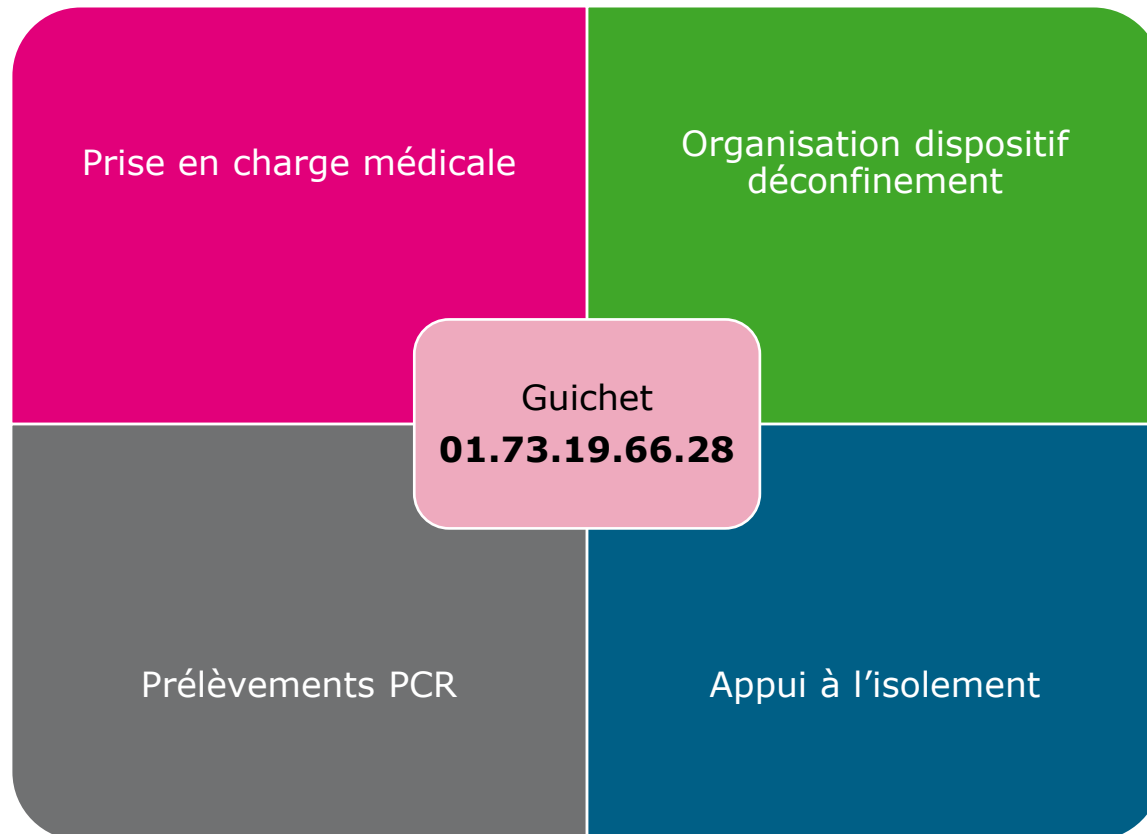 Prise en charge médicale
Organisation dispositif
déconfinement
Guichet
01.73.19.66.28
Prélèvements PCR
Appui à l’isolement